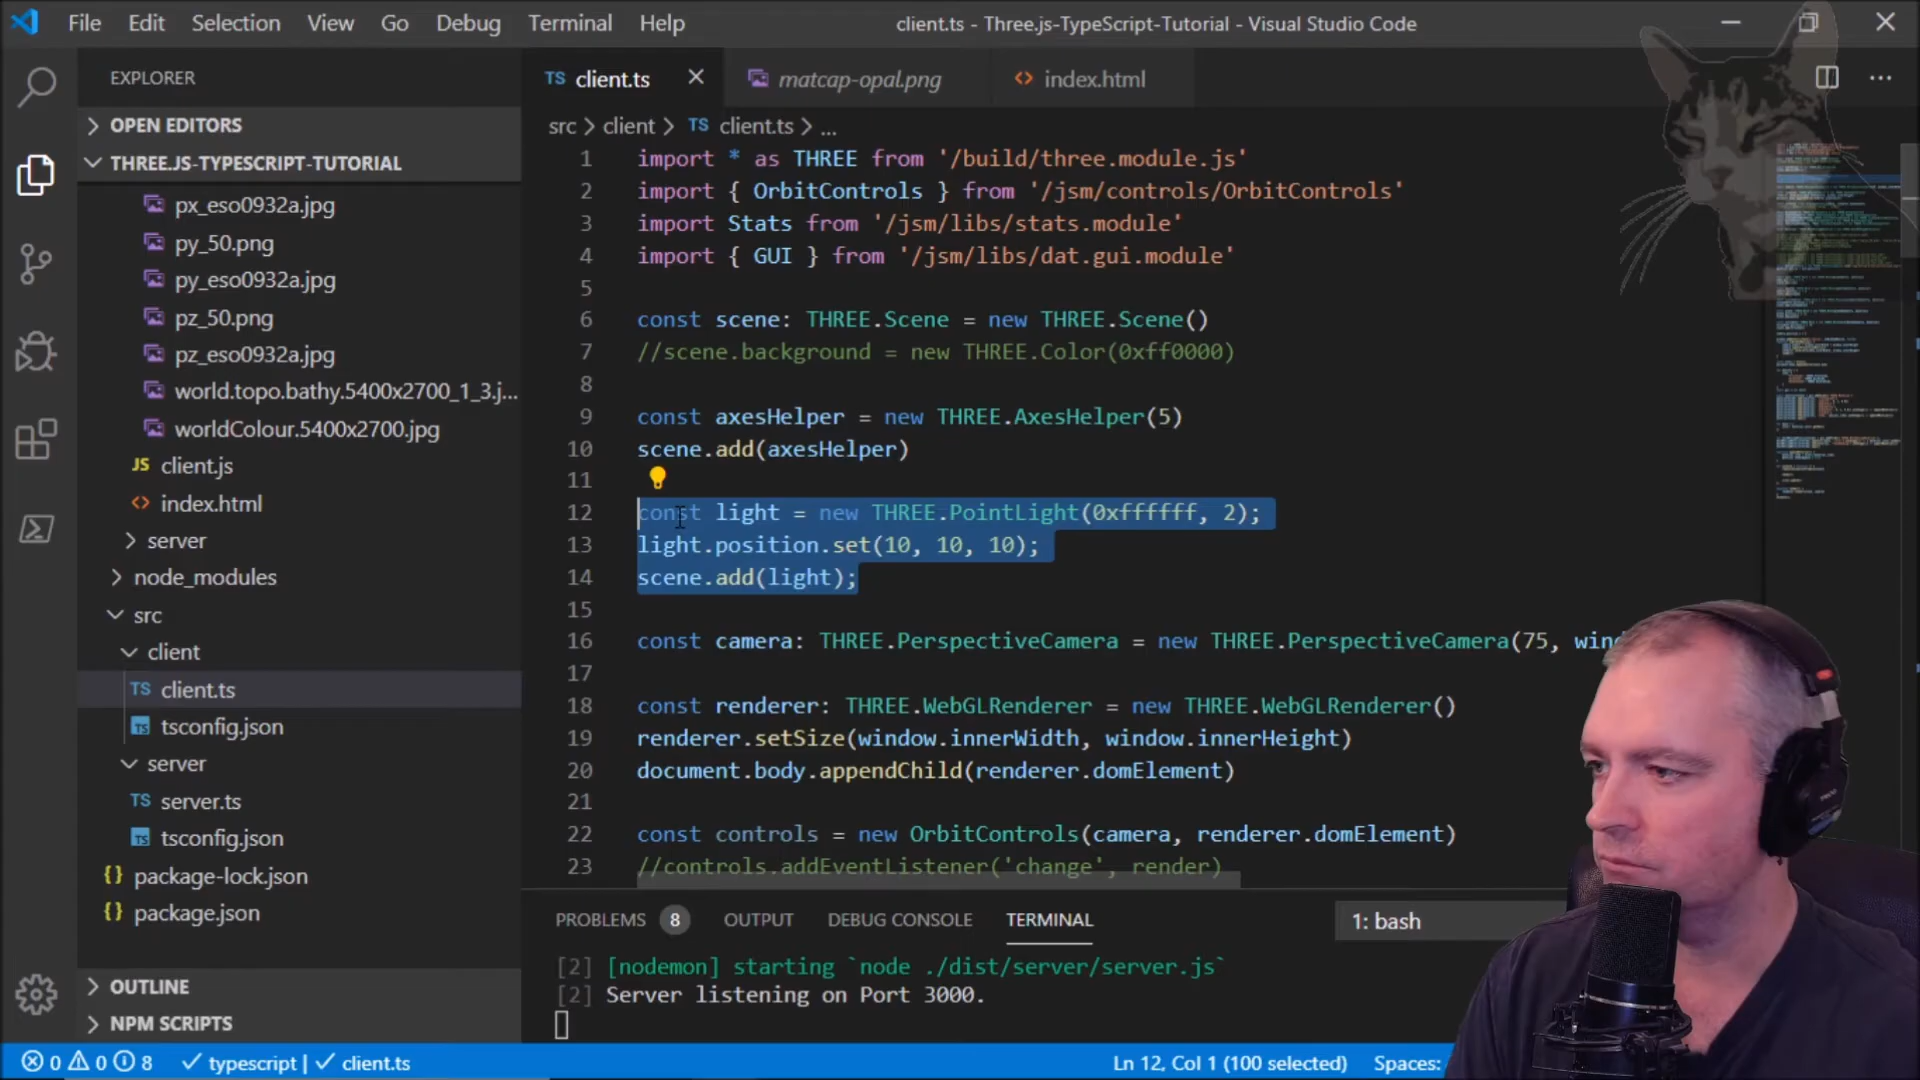 File Edit Selection View Go Debug Terminal Help
client.ts - Three.js-TypeScript-Tutorial - Visual Studio Code
EXPLORER
OPEN EDITORS
THREE.JS-TYPESCRIPT-TUTORIAL
px_eso0932a.jpg
py_50.png
py_eso0932a.jpg
pz_50.png
pz_eso0932a.jpg
world.topo.bathy.5400x2700_1_3.j...
worldColour.5400x2700.jpg
JS client.js
<> index.html
server
node_modules
src
client
TS client.ts
TS tsconfig.json
server
TS server.ts
TS tsconfig.json
{} package-lock.json
{} package.json
OUTLINE
NPM SCRIPTS
TS client.ts
matcap-opal.png
<> index.html
src > client > TS client.ts > ...
1 import * as THREE from '/build/three.module.js'
2 import { OrbitControls } from '/jsm/controls/OrbitControls'
3 import Stats from '/jsm/libs/stats.module'
4 import { GUI } from '/jsm/libs/dat.gui.module'
5
6 const scene: THREE.Scene = new THREE.Scene()
7 //scene.background = new THREE.Color(0xff0000)
8
9 const axesHelper = new THREE.AxesHelper(5)
10 scene.add(axesHelper)
11
12 const light = new THREE.PointLight(0xffffff, 2);
13 light.position.set(10, 10, 10);
14 scene.add(light);
15
16 const camera: THREE.PerspectiveCamera = new THREE.PerspectiveCamera(75, wind
17
18 const renderer: THREE.WebGLRenderer = new THREE.WebGLRenderer()
19 renderer.setSize(window.innerWidth, window.innerHeight)
20 document.body.appendChild(renderer.domElement)
21
22 const controls = new OrbitControls(camera, renderer.domElement)
23 //controls.addEventListener('change', render)
PROBLEMS 8 OUTPUT DEBUG CONSOLE TERMINAL 1: bash
[2] [nodemon] starting `node ./dist/server/server.js`
[2] Server listening on Port 3000.
0 0 8 typescript | client.ts
Ln 12, Col 1 (100 selected) Spaces: